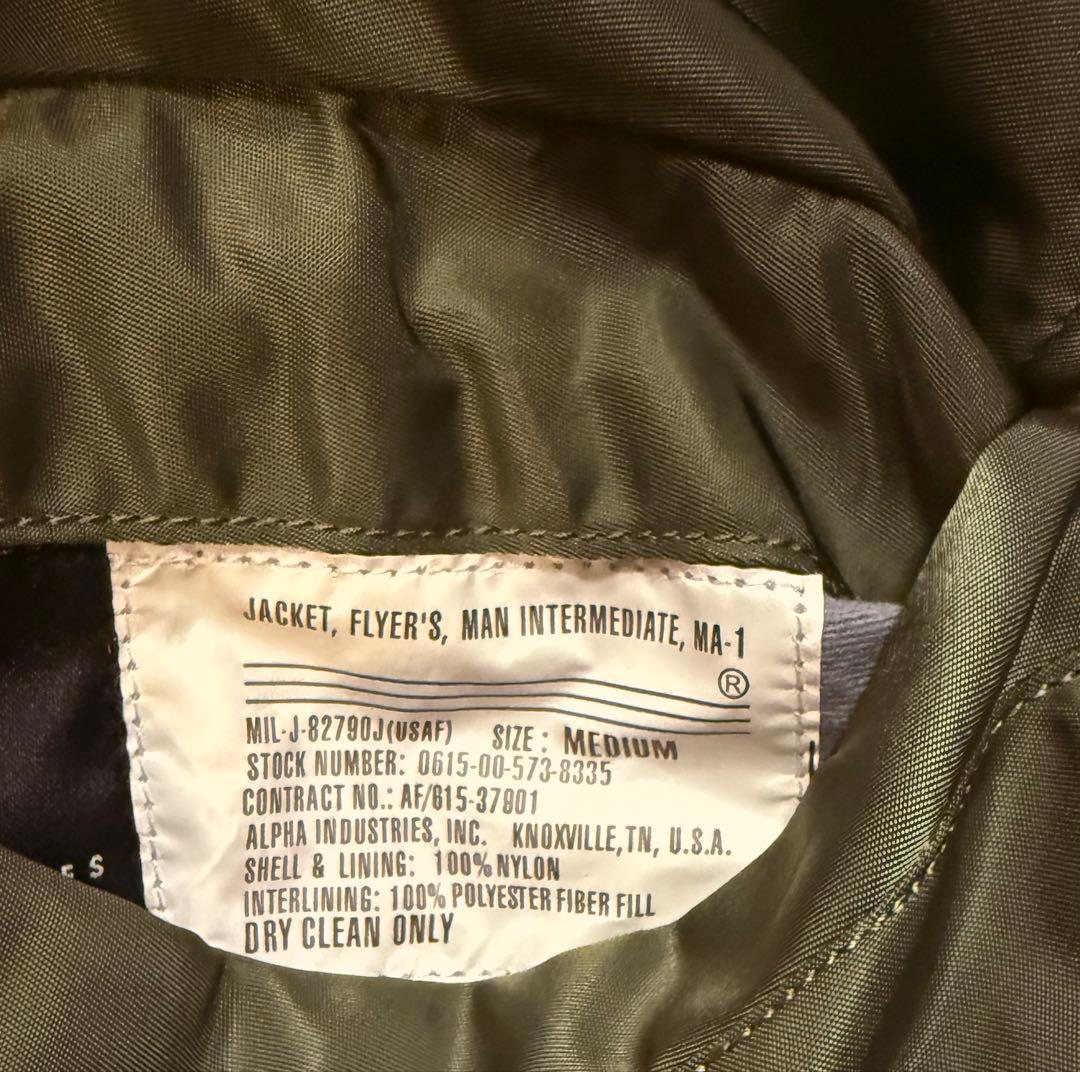 JACKET, FLYER'S, MAN INTERMEDIATE, MA-1
®
MIL-J-82790J(USAF) SIZE: MEDIUM
STOCK NUMBER: 0615-00-573-8335
CONTRACT NO.: AF/615-37801
ALPHA INDUSTRIES, INC. KNOXVILLE, TN, U.S.A.
SHELL & LINING: 100% NYLON
INTERLINING: 100% POLYESTER FIBER FILL
DRY CLEAN ONLY